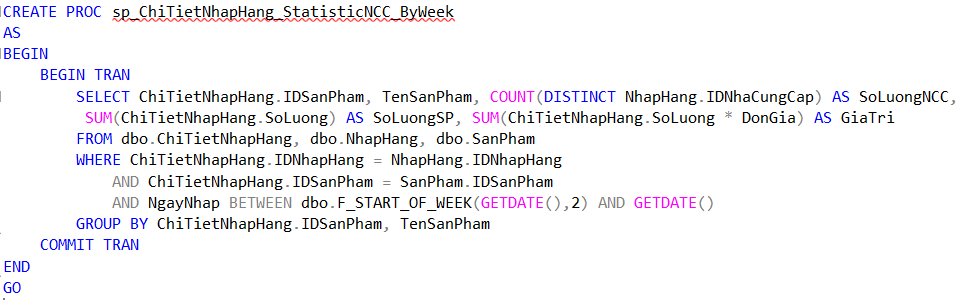 CREATE PROC sp_ChiTietNhapHang_StatisticNCC_ByWeek
AS
BEGIN
    BEGIN TRAN
        SELECT ChiTietNhapHang.IDSanPham, TenSanPham, COUNT(DISTINCT NhapHang.IDNhaCungCap) AS SoLuongNCC,
         SUM(ChiTietNhapHang.SoLuong) AS SoLuongSP, SUM(ChiTietNhapHang.SoLuong * DonGia) AS GiaTri
        FROM dbo.ChiTietNhapHang, dbo.NhapHang, dbo.SanPham
        WHERE ChiTietNhapHang.IDNhapHang = NhapHang.IDNhapHang
            AND ChiTietNhapHang.IDSanPham = SanPham.IDSanPham
            AND NgayNhap BETWEEN dbo.F_START_OF_WEEK(GETDATE(),2) AND GETDATE()
        GROUP BY ChiTietNhapHang.IDSanPham, TenSanPham
    COMMIT TRAN
END
GO